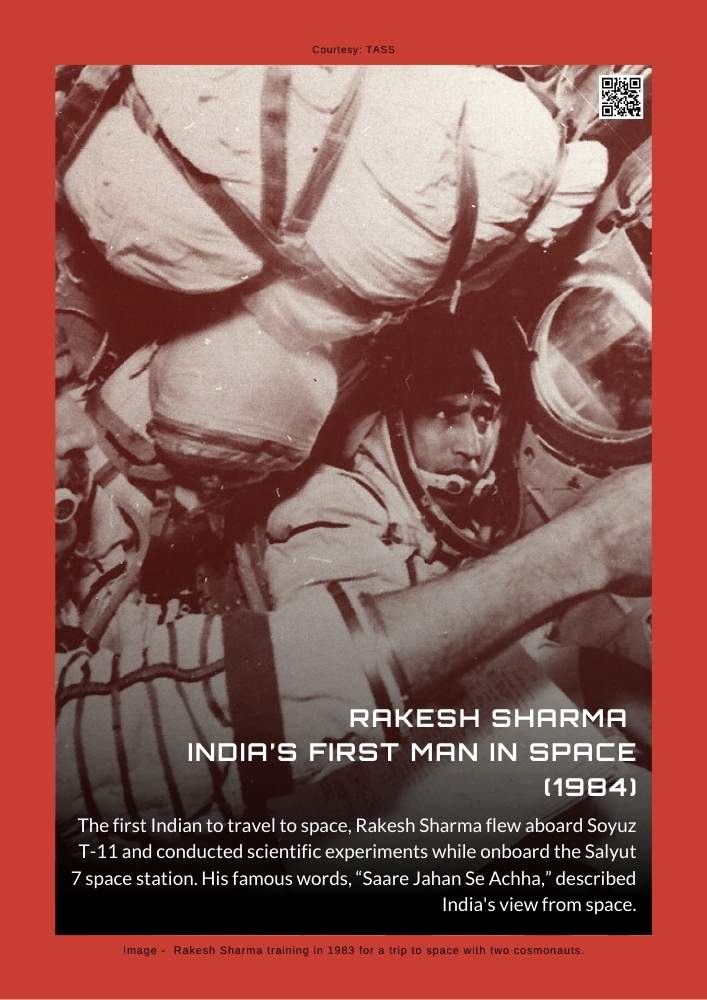 Courtesy: TASS
RAKESH SHARMA
INDIA'S FIRST MAN IN SPACE
(1984)
The first Indian to travel to space, Rakesh Sharma flew aboard Soyuz
T-11 and conducted scientific experiments while onboard the Salyut
7 space station. His famous words, “Saare Jahan Se Achha,” described
India's view from space.
Image -  Rakesh Sharma training in 1983 for a trip to space with two cosmonauts.